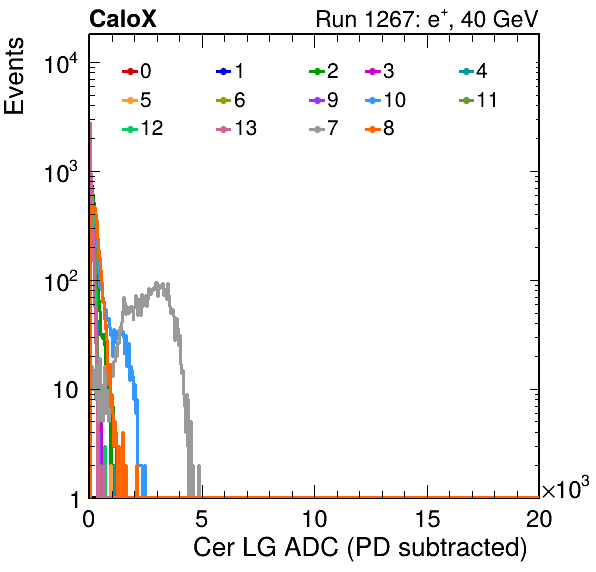 CaloX Run 1267: e⁺, 40 GeV
Events
10⁴
10³
10²
10
1
0 1 2 3 4
5 6 9 10 11
12 13 7 8
0 5 10 15 20
×10³
Cer LG ADC (PD subtracted)